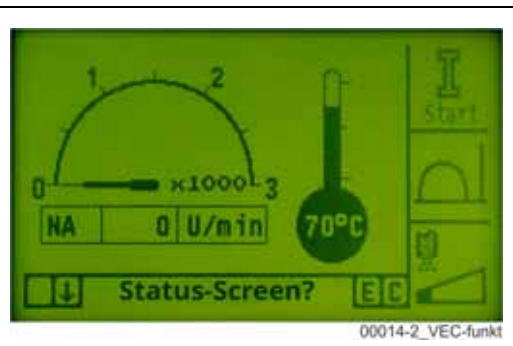 1 2
0 x1000 3
NA 0 U/min
70°C
I
Start
↓ Status-Screen? E C
00014-2_VEC-funkt